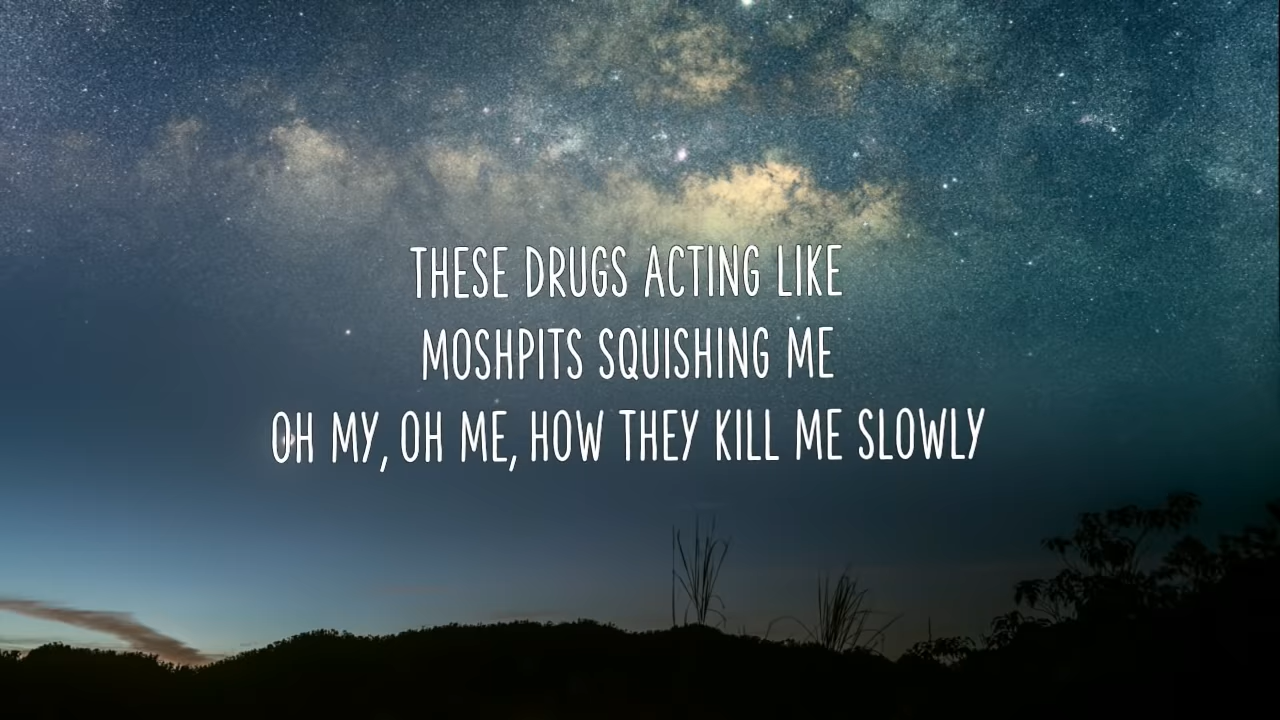 THESE DRUGS ACTING LIKE
MOSHPITS SQUISHING ME
OH MY, OH ME, HOW THEY KILL ME SLOWLY